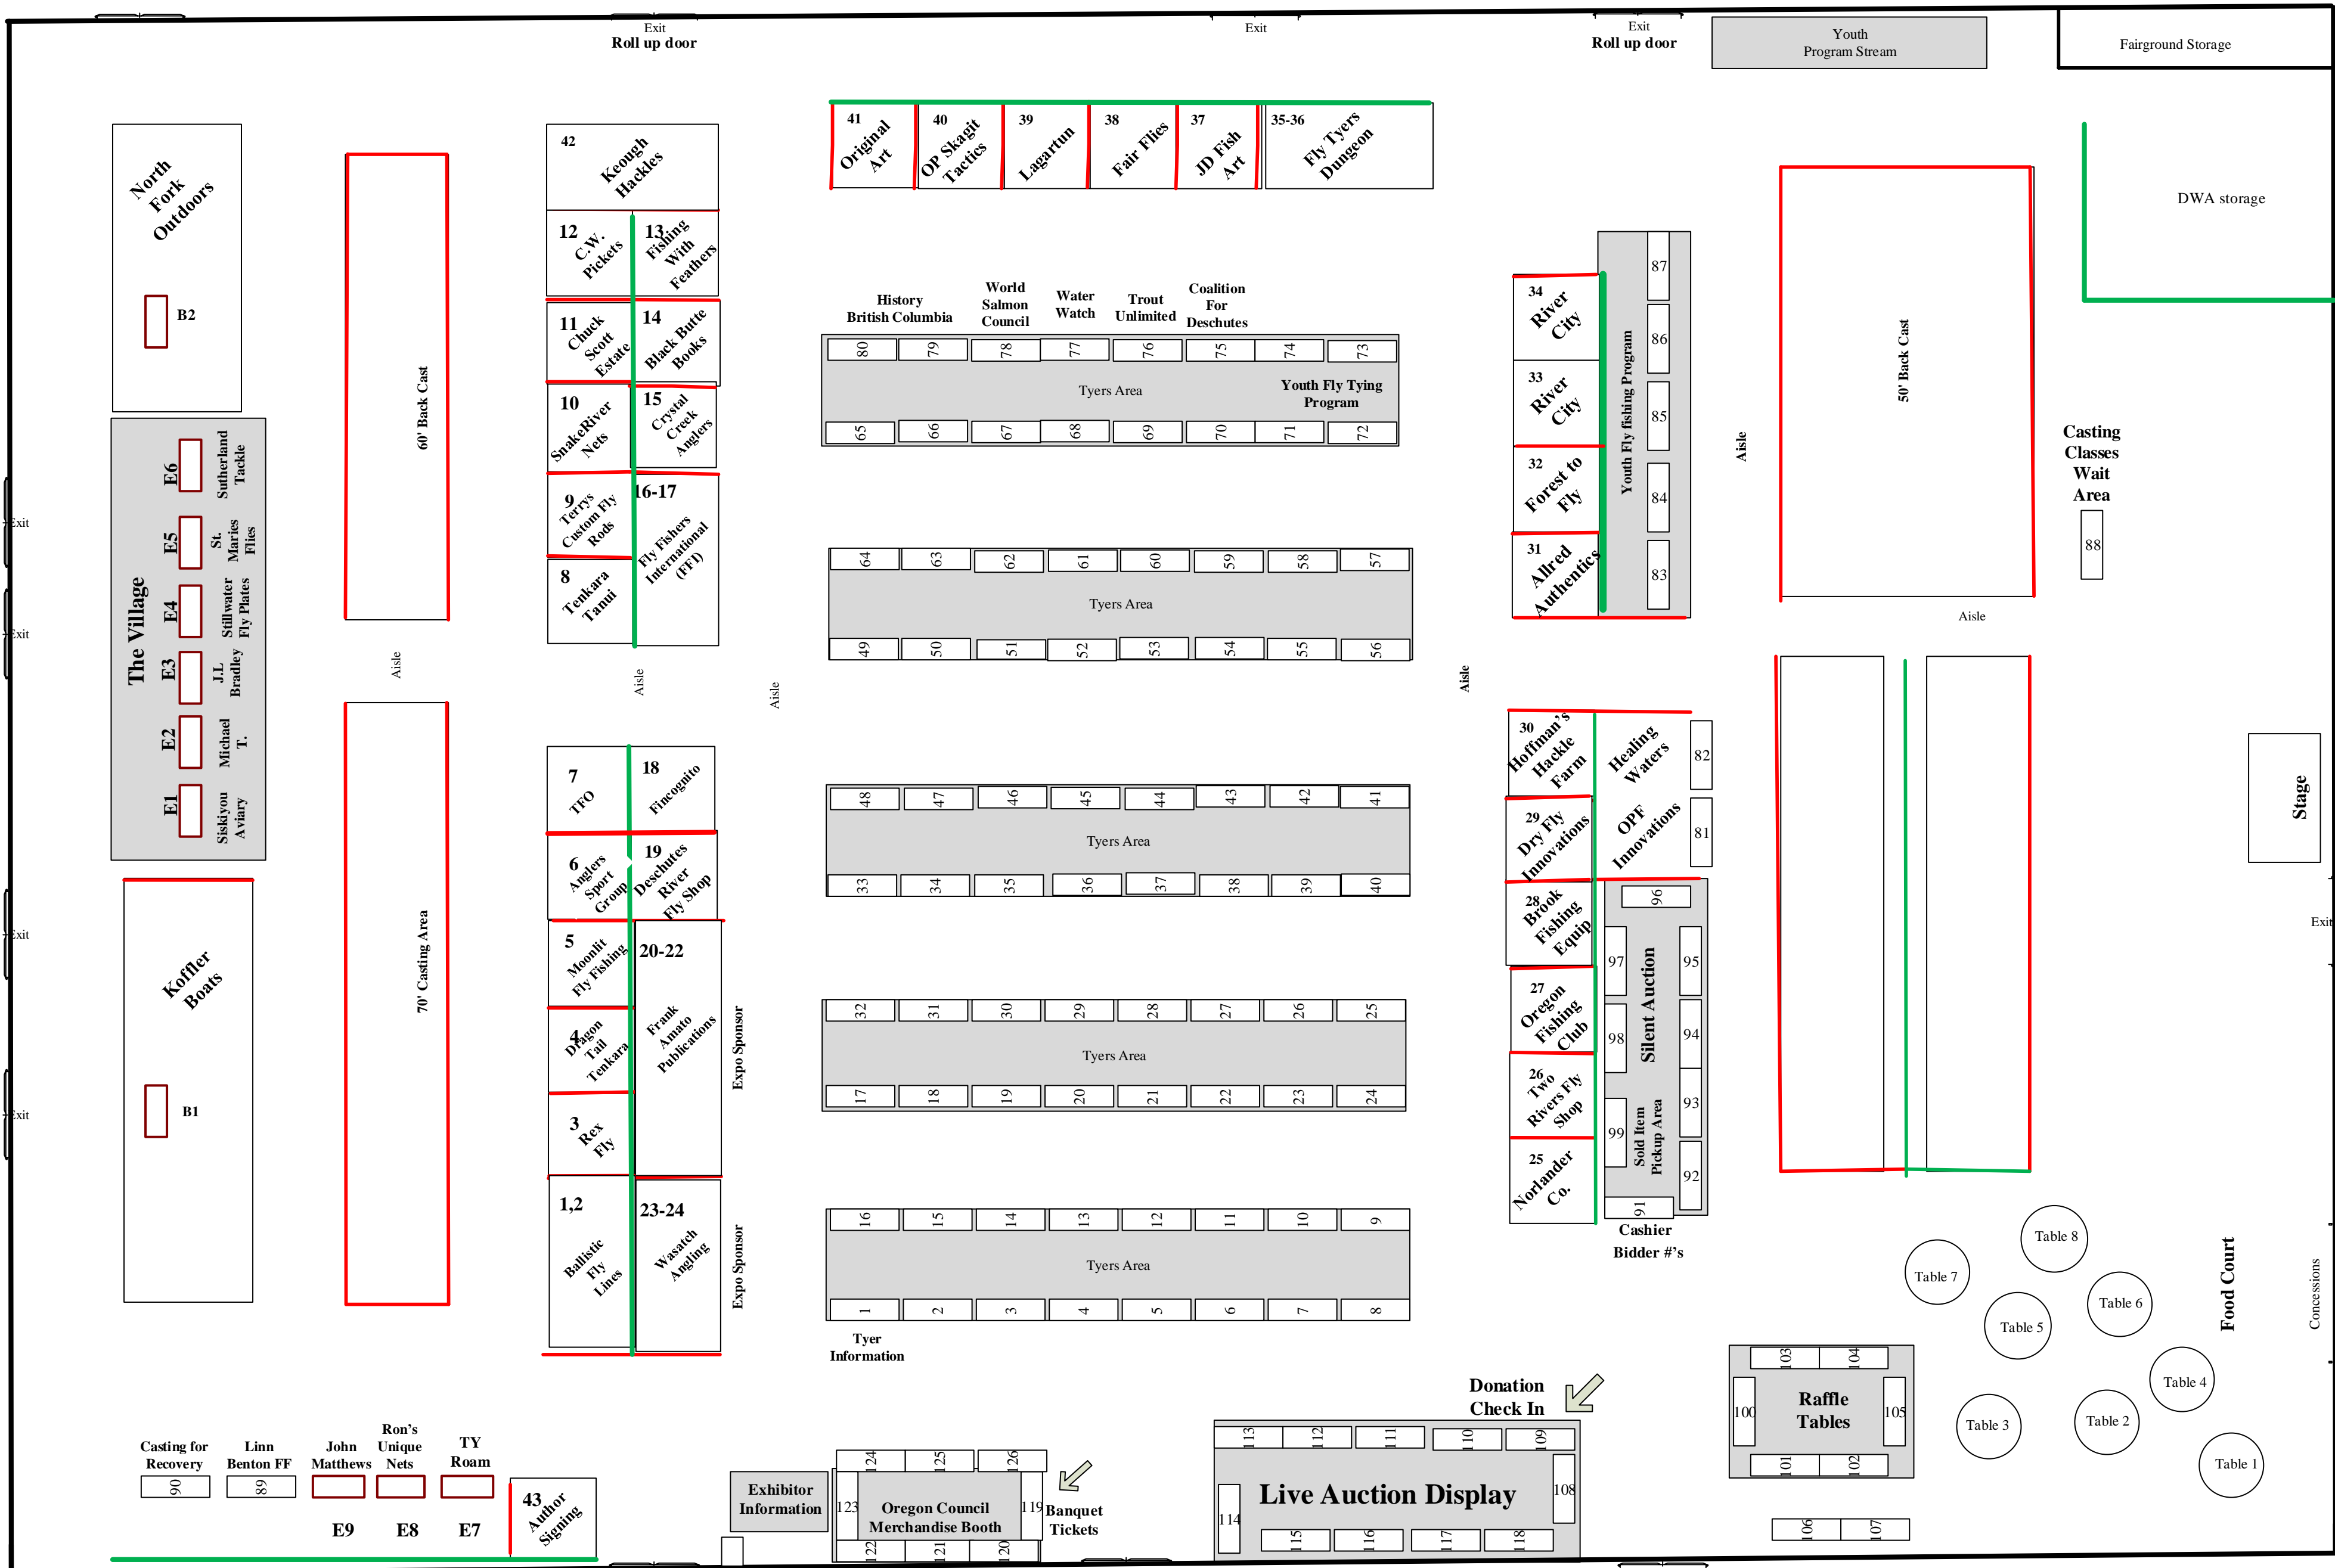 Exit
Roll up door
Exit
Exit
Roll up door
Youth
Program Stream
Fairground Storage
DWA storage
North
Fork
Outdoors
B2
60' Back Cast
42
Keough
Hackles
12
C.W.
Pickets
13
Fishing
With
Feathers
11
Chuck
Scott
Estate
14
Black Butte
Books
10
SnakeRiver
Nets
15
Crystal
Creek
Anglers
9
Terrys
Custom Fly
Rods
16-17
Fly Fishers
International
(FFI)
8
Tenkara
Tanui
41
Original
Art
40
OP Skagit
Tactics
39
Lagartun
38
Fair Flies
37
JD Fish
Art
35-36
Fly Tyers
Dungeon
History
British Columbia
World
Salmon
Council
Water
Watch
Trout
Unlimited
Coalition
For
Deschutes
80
79
78
77
76
75
74
73
Tyers Area
Youth Fly Tying
Program
65
66
67
68
69
70
71
72
64
63
62
61
60
59
58
57
Tyers Area
49
50
51
52
53
54
55
56
34
River
City
33
River
City
32
Forest to
Fly
31
Allred
Authentics
Youth Fly fishing Program
87
86
85
84
83
Aisle
50' Back Cast
Casting
Classes
Wait
Area
88
Aisle
The Village
E6
Sutherland
Tackle
E5
St.
Maries
Flies
E4
Stillwater
Fly Plates
E3
J.L
Bradley
E2
Michael
T.
E1
Siskiyou
Aviary
Exit
Exit
Exit
Exit
Aisle
Aisle
Aisle
Aisle
Koffler
Boats
B1
70' Casting Area
7
TFO
18
Fincognito
6
Anglers
Sport
Group
19
Deschutes
River
Fly Shop
5
Moonlit
Fly Fishing
20-22
Frank
Amato
Publications
4
Dragon
Tail
Tenkara
3
Rex
Fly
1,2
Ballistic
Fly
Lines
23-24
Wasatch
Angling
Expo Sponsor
Expo Sponsor
48
47
46
45
44
43
42
41
Tyers Area
33
34
35
36
37
38
39
40
32
31
30
29
28
27
26
25
Tyers Area
17
18
19
20
21
22
23
24
16
15
14
13
12
11
10
9
Tyers Area
1
2
3
4
5
6
7
8
Tyer
Information
30
Hoffman's
Hackle
Farm
Healing
Waters
82
29
Dry Fly
Innovations
OPF
Innovations
81
28
Brook
Fishing
Equip
96
27
Oregon
Fishing
Club
97
95
Silent Auction
98
94
26
Two
Rivers Fly
Shop
99
Sold Item
Pickup Area
93
25
Norlander
Co.
92
91
Cashier
Bidder #'s
Stage
Exit
Table 8
Table 7
Table 6
Table 5
Table 4
Table 3
Table 2
Table 1
Food Court
Concessions
103
104
100
Raffle
Tables
105
101
102
106
107
Donation
Check In
113
112
111
110
109
Live Auction Display
114
108
115
116
117
118
Casting for
Recovery
90
Linn
Benton FF
89
John
Matthews
E9
Ron's
Unique
Nets
E8
TY
Roam
E7
43
Author
Signing
Exhibitor
Information
124
125
126
123
Oregon Council
Merchandise Booth
119
Banquet
Tickets
122
121
120